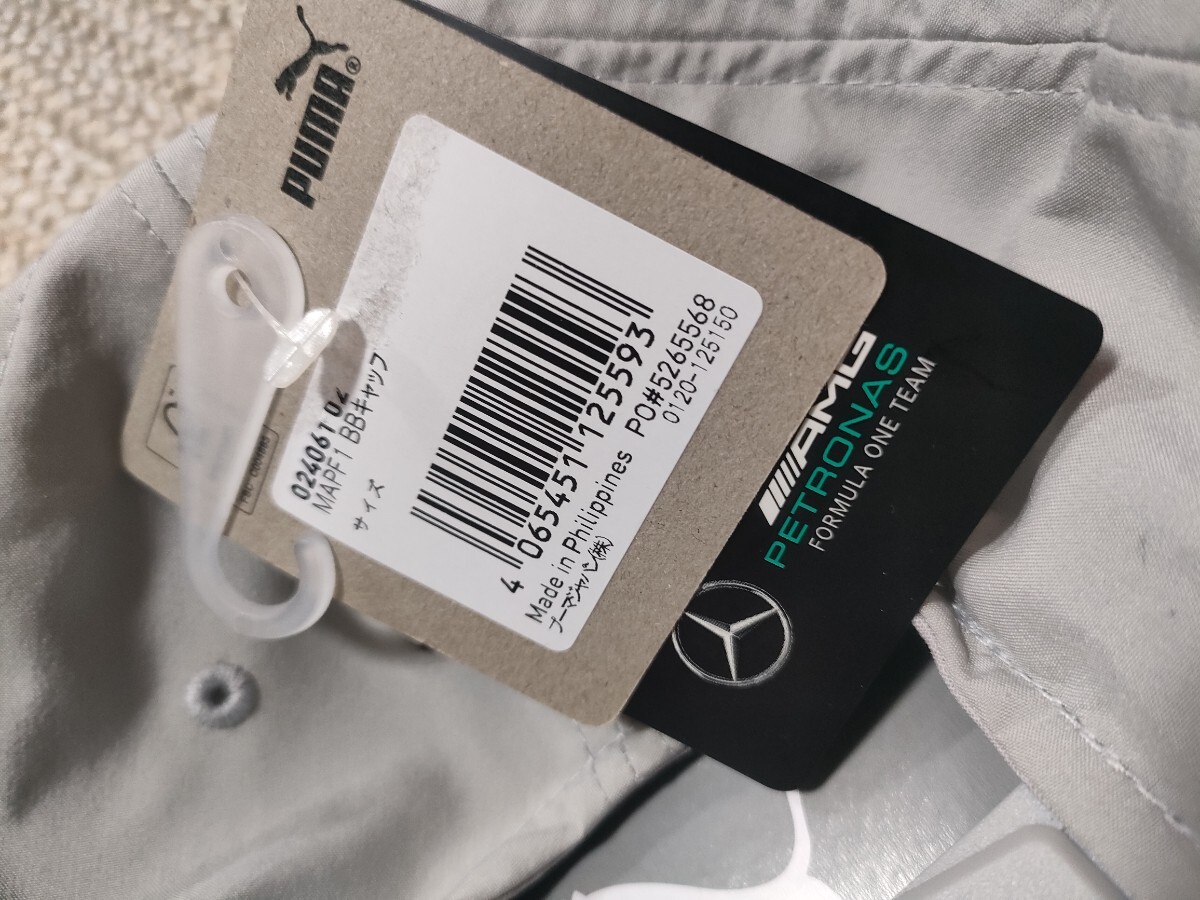 PUMA®
024061 02
MAPF1 BBキャップ
サイズ
4 065451 125593
Made in Philippines PO#5265568
プーマジャパン(株) 0120-125150
AMG
PETRONAS
FORMULA ONE TEAM